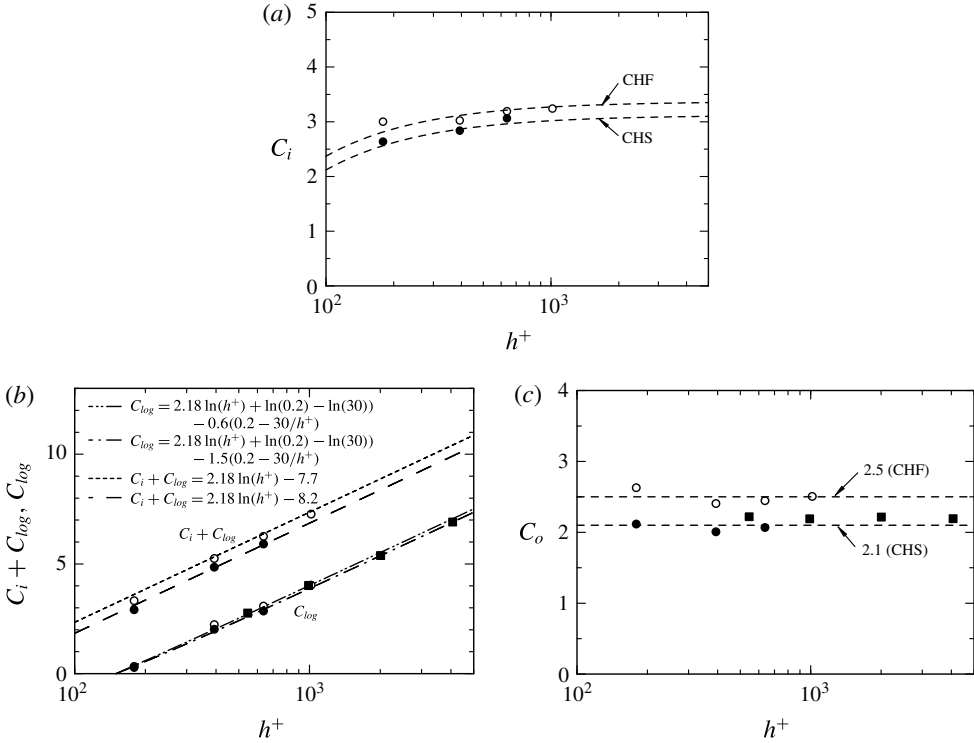 (a)
5
4
3
2
1
0
C_i
CHF
CHS
10^2
10^3
h^+
(b)
10
5
0
C_i + C_log, C_log
C_log = 2.18 ln(h^+) + ln(0.2) − ln(30))
− 0.6(0.2 − 30/h^+)
C_log = 2.18 ln(h^+) + ln(0.2) − ln(30))
− 1.5(0.2 − 30/h^+)
C_i + C_log = 2.18 ln(h^+) − 7.7
C_i + C_log = 2.18 ln(h^+) − 8.2
C_i + C_log
C_log
10^2
10^3
h^+
(c)
4
3
2
1
0
C_o
2.5 (CHF)
2.1 (CHS)
10^2
10^3
h^+